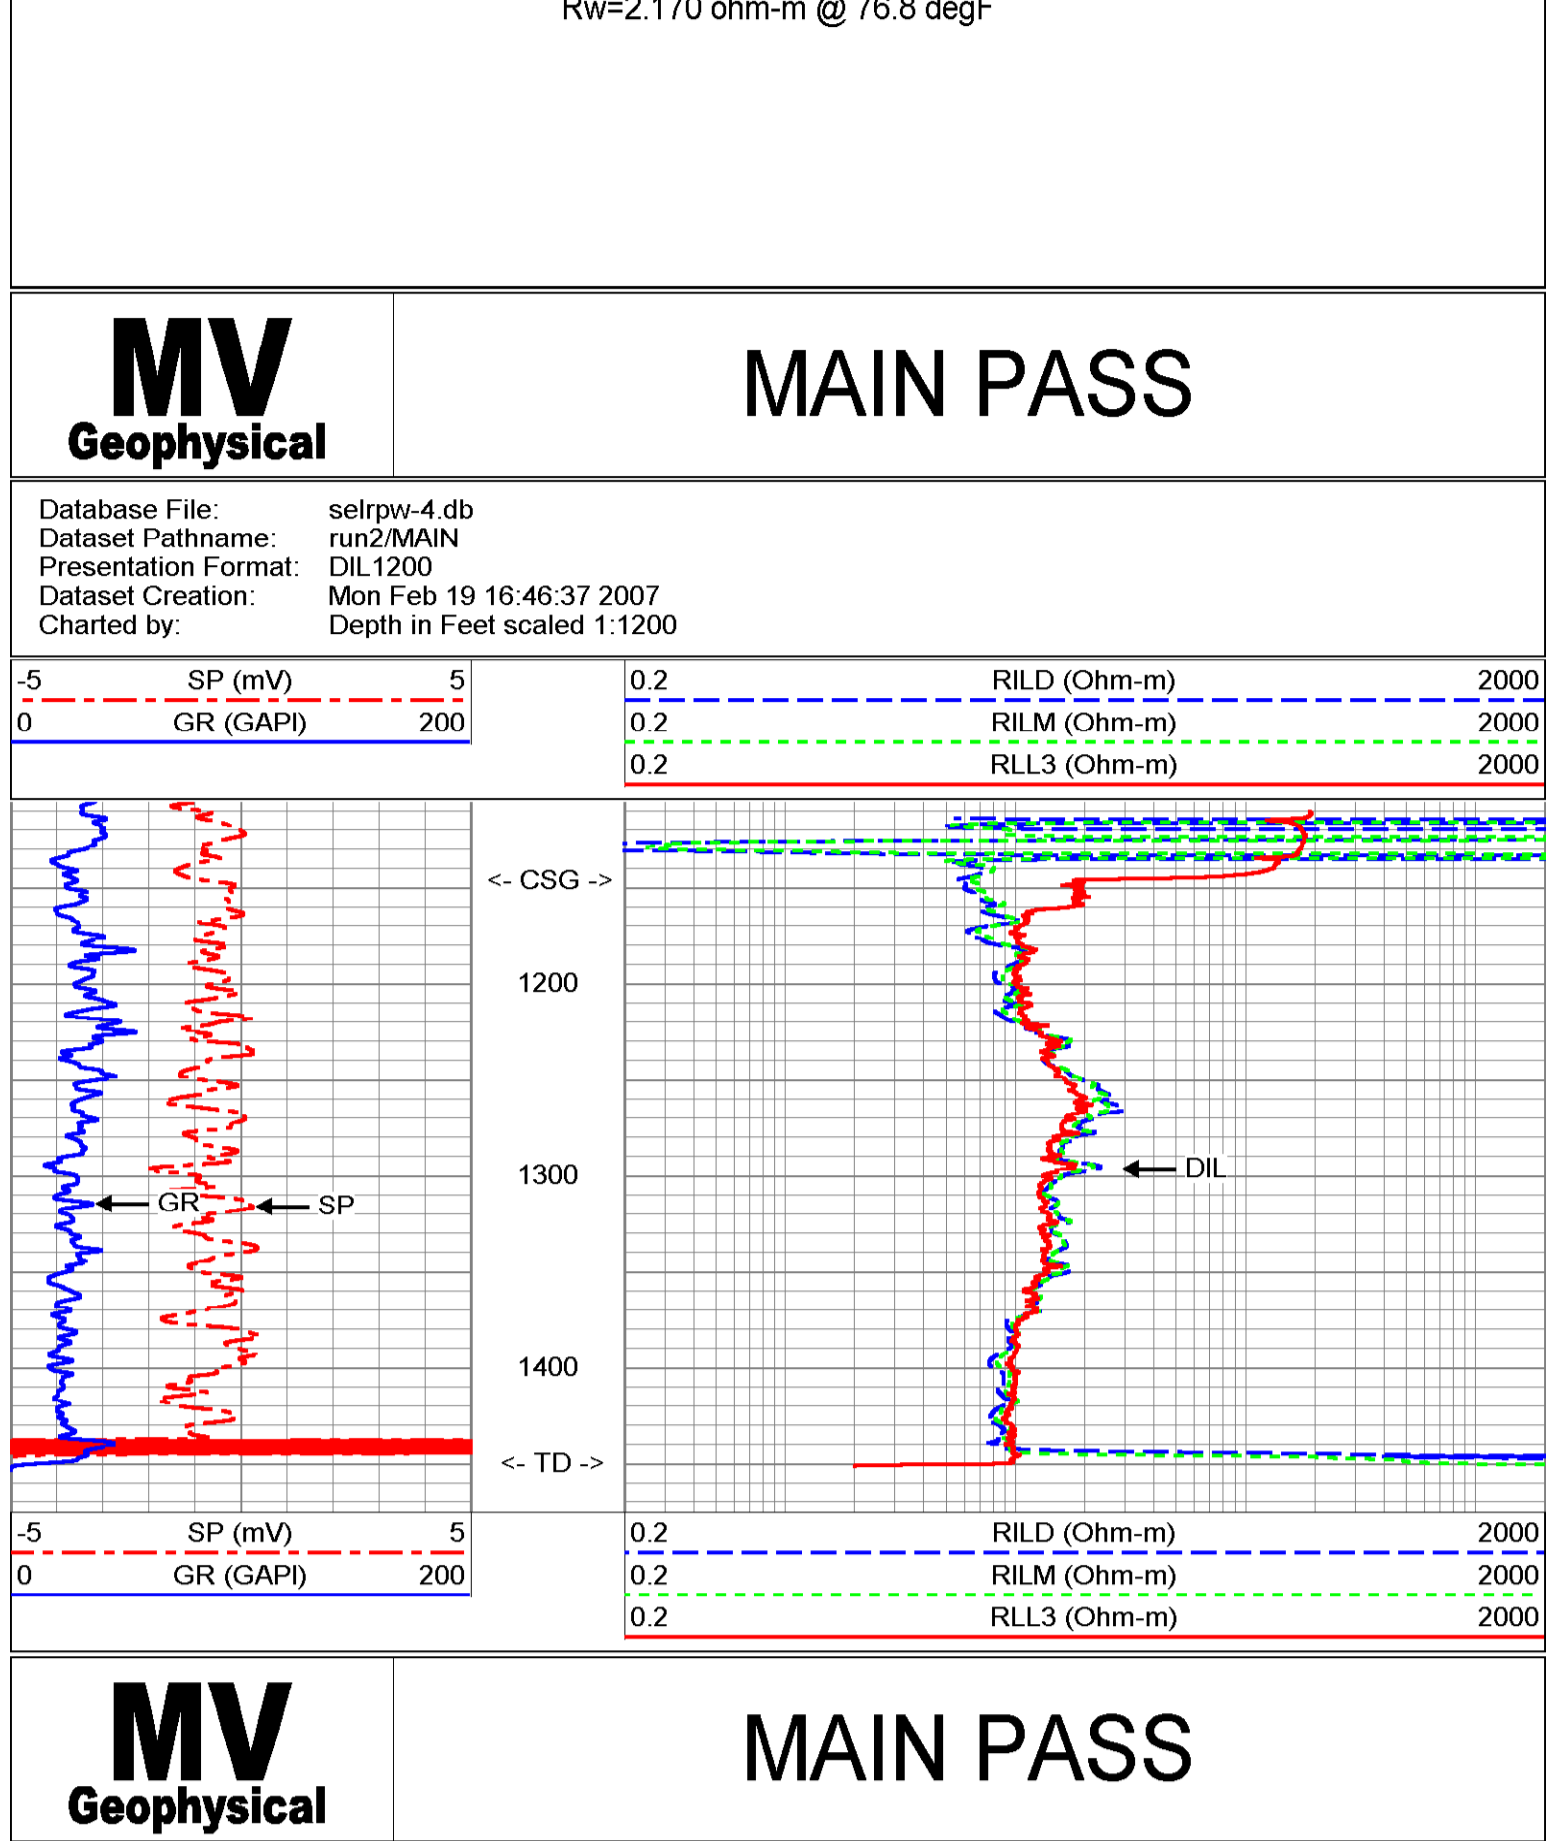 Rw=2.170 ohm-m @ 76.8 degF
MV
Geophysical
MAIN PASS
Database File: selrpw-4.db
Dataset Pathname: run2/MAIN
Presentation Format: DIL1200
Dataset Creation: Mon Feb 19 16:46:37 2007
Charted by: Depth in Feet scaled 1:1200
-5 SP (mV) 5 0.2 RILD (Ohm-m) 2000
0 GR (GAPI) 200 0.2 RILM (Ohm-m) 2000
0.2 RLL3 (Ohm-m) 2000
<- CSG ->
1200
1300
DIL
GR
SP
1400
<- TD ->
-5 SP (mV) 5 0.2 RILD (Ohm-m) 2000
0 GR (GAPI) 200 0.2 RILM (Ohm-m) 2000
0.2 RLL3 (Ohm-m) 2000
MV
Geophysical
MAIN PASS